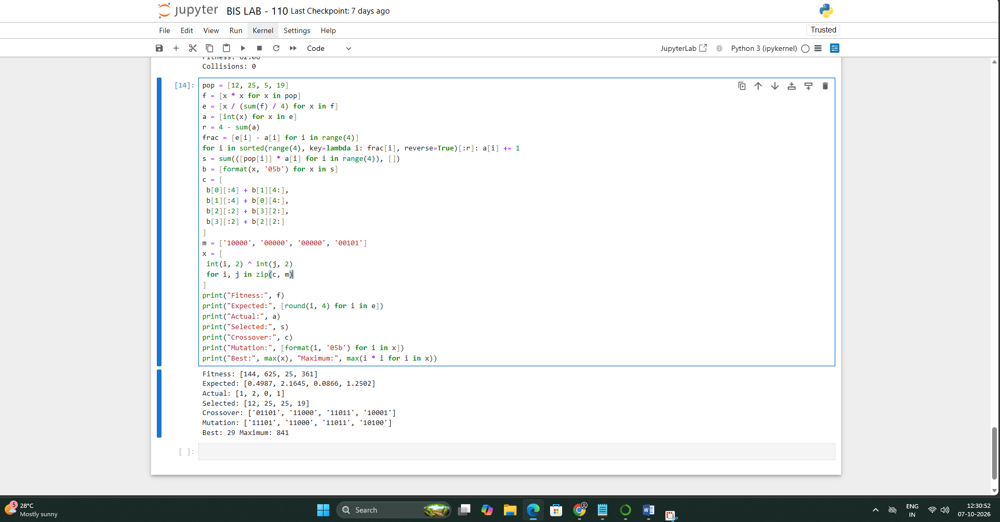 jupyter BIS LAB - 110 Last Checkpoint: 7 days ago
File Edit View Run Kernel Settings Help
Trusted
Code
JupyterLab
Python 3 (ipykernel)
Fitness: 62.00
Collisions: 0
[14]:
pop = [12, 25, 5, 19]
f = [x * x for x in pop]
e = [x / (sum(f) / 4) for x in f]
a = [int(x) for x in e]
r = 4 - sum(a)
frac = [e[i] - a[i] for i in range(4)]
for i in sorted(range(4), key=lambda i: frac[i], reverse=True)[:r]: a[i] += 1
s = sum(([pop[i]] * a[i] for i in range(4)), [])
b = [format(x, '05b') for x in s]
c = [
 b[0][:4] + b[1][4:],
 b[1][:4] + b[0][4:],
 b[2][:2] + b[3][2:],
 b[3][:2] + b[2][2:]
]
m = ['10000', '00000', '00000', '00101']
x = [
 int(i, 2) ^ int(j, 2)
 for i, j in zip(c, m)
]
print("Fitness:", f)
print("Expected:", [round(i, 4) for i in e])
print("Actual:", a)
print("Selected:", s)
print("Crossover:", c)
print("Mutation:", [format(i, '05b') for i in x])
print("Best:", max(x), "Maximum:", max(i * i for i in x))
Fitness: [144, 625, 25, 361]
Expected: [0.4987, 2.1645, 0.0866, 1.2502]
Actual: [1, 2, 0, 1]
Selected: [12, 25, 25, 19]
Crossover: ['01101', '11000', '11011', '10001']
Mutation: ['11101', '11000', '11011', '10100']
Best: 29 Maximum: 841
[ ]:
5
28°C
Mostly sunny
Search
ENG
IN
12:30:52
07-10-2026